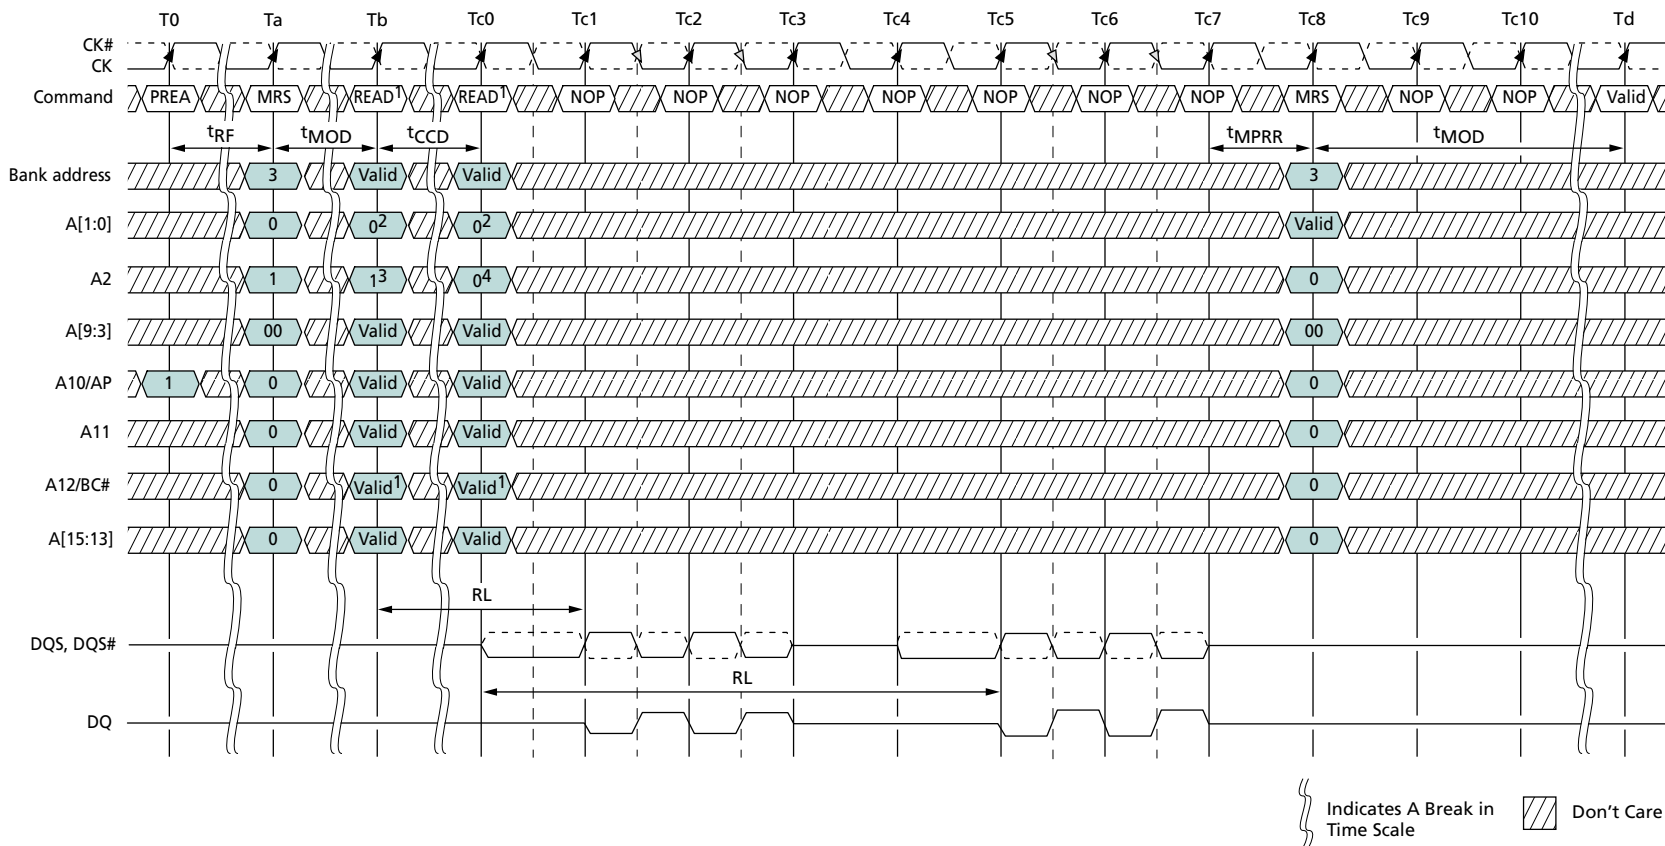 T0 Ta Tb Tc0 Tc1 Tc2 Tc3 Tc4 Tc5 Tc6 Tc7 Tc8 Tc9 Tc10 Td
CK#
CK
Command PREA MRS READ1 READ1 NOP NOP NOP NOP NOP NOP NOP MRS NOP NOP Valid
tRF tMOD tCCD tMPRR tMOD
Bank address 3 Valid Valid 3
A[1:0] 0 02 02 Valid
A2 1 13 04 0
A[9:3] 00 Valid Valid 00
A10/AP 1 0 Valid Valid 0
A11 0 Valid Valid 0
A12/BC# 0 Valid1 Valid1 0
A[15:13] 0 Valid Valid 0
RL
DQS, DQS#
RL
DQ
Indicates A Break in
Time Scale
Don't Care